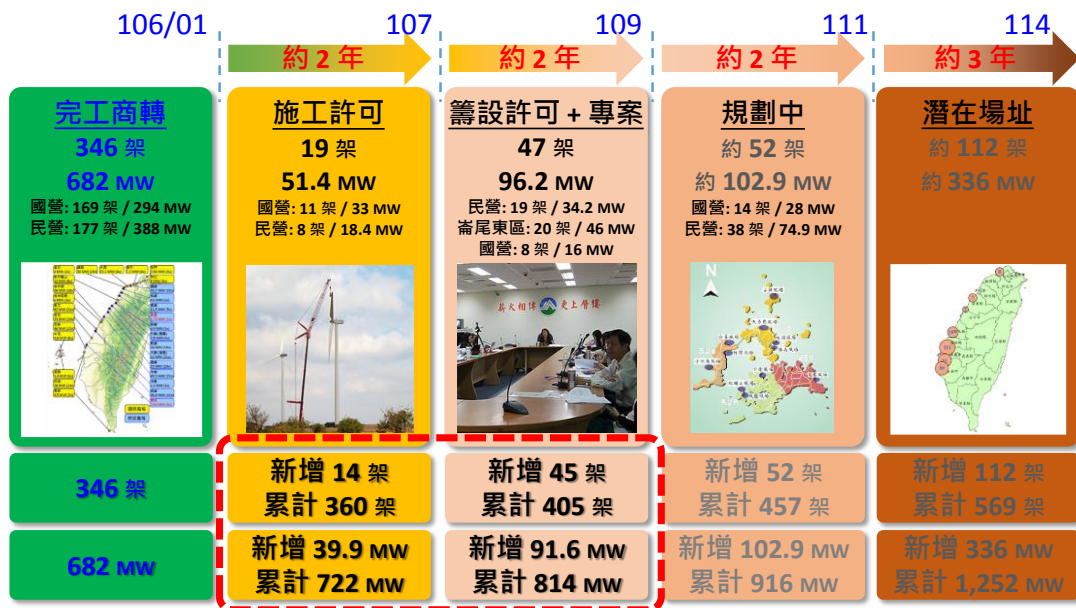 106/01
107
109
111
114
約 2 年
約 2 年
約 2 年
約 3 年
完工商轉
346 架
682 MW
國營: 169 架 / 294 MW
民營: 177 架 / 388 MW
施工許可
19 架
51.4 MW
國營: 11 架 / 33 MW
民營: 8 架 / 18.4 MW
籌設許可 + 專案
47 架
96.2 MW
民營: 19 架 / 34.2 MW
崙尾東區: 20 架 / 46 MW
國營: 8 架 / 16 MW
薪火相傳 更上層樓
規劃中
約 52 架
約 102.9 MW
國營: 14 架 / 28 MW
民營: 38 架 / 74.9 MW
N
潛在場址
約 112 架
約 336 MW
346 架
新增 14 架
累計 360 架
新增 45 架
累計 405 架
新增 52 架
累計 457 架
新增 112 架
累計 569 架
682 MW
新增 39.9 MW
累計 722 MW
新增 91.6 MW
累計 814 MW
新增 102.9 MW
累計 916 MW
新增 336 MW
累計 1,252 MW